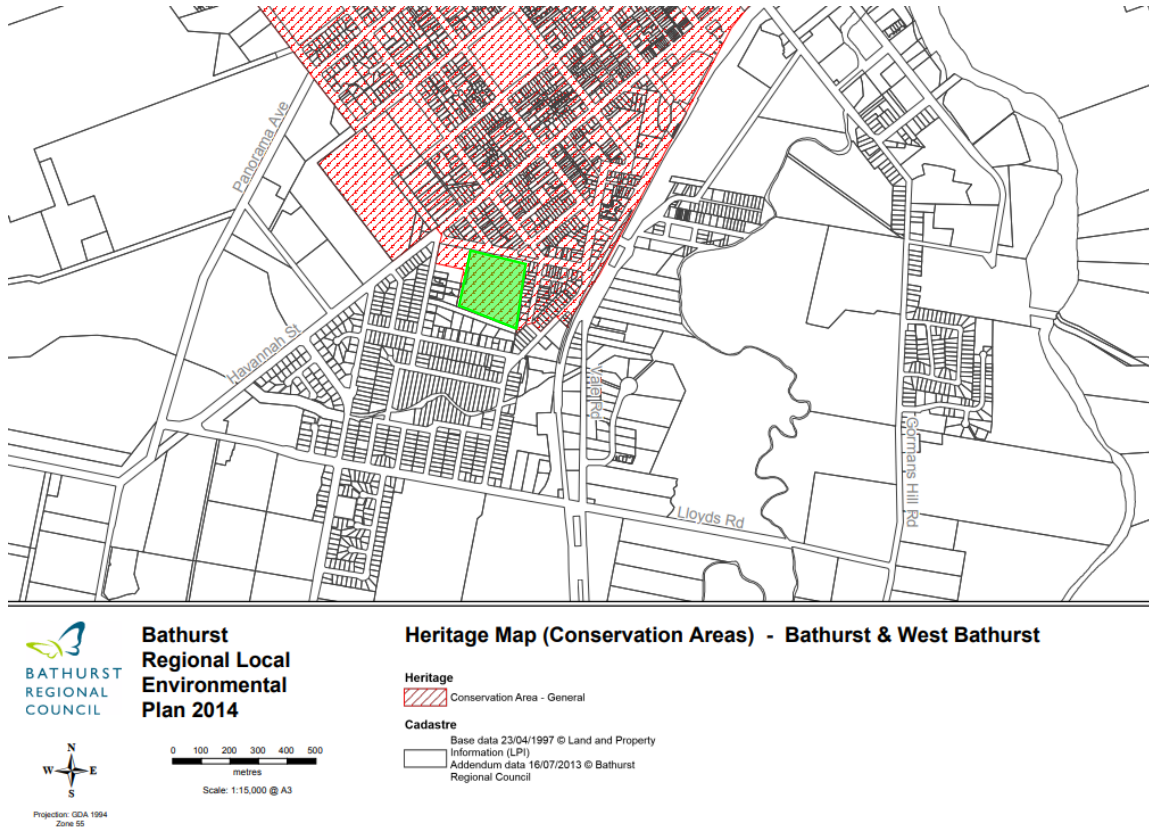 Panorama Ave
Havannah St
Vale Rd
Gormans Hill Rd
Lloyds Rd
BATHURST
REGIONAL
COUNCIL
Bathurst
Regional Local
Environmental
Plan 2014
N
W E
S
Projection: GDA 1994
Zone 55
0 100 200 300 400 500
metres
Scale: 1:15,000 @ A3
Heritage Map (Conservation Areas) - Bathurst & West Bathurst
Heritage
Conservation Area - General
Cadastre
Base data 23/04/1997 © Land and Property
Information (LPI)
Addendum data 16/07/2013 © Bathurst
Regional Council